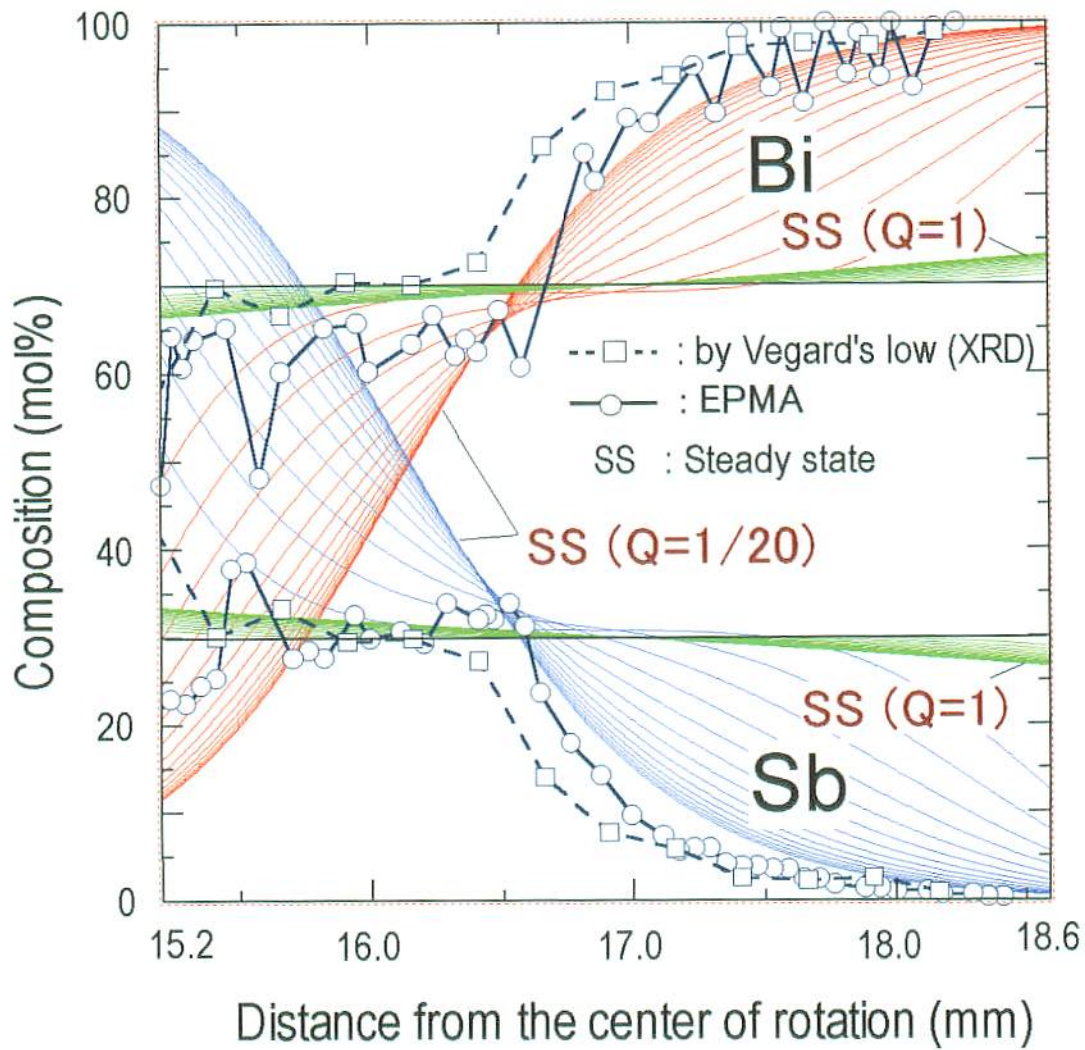 100
80
60
40
20
0
Composition (mol%)
Bi
SS (Q=1)
: by Vegard's low (XRD)
: EPMA
SS : Steady state
SS (Q=1/20)
SS (Q=1)
Sb
15.2 16.0 17.0 18.0 18.6
Distance from the center of rotation (mm)